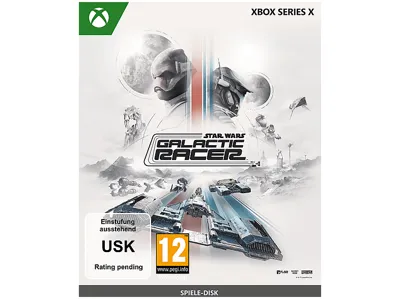 XBOX SERIES X
STAR WARS
GALACTIC
RACER
Einstufung
ausstehend
USK
Rating pending
12
www.pegi.info
SPIELE-DISK